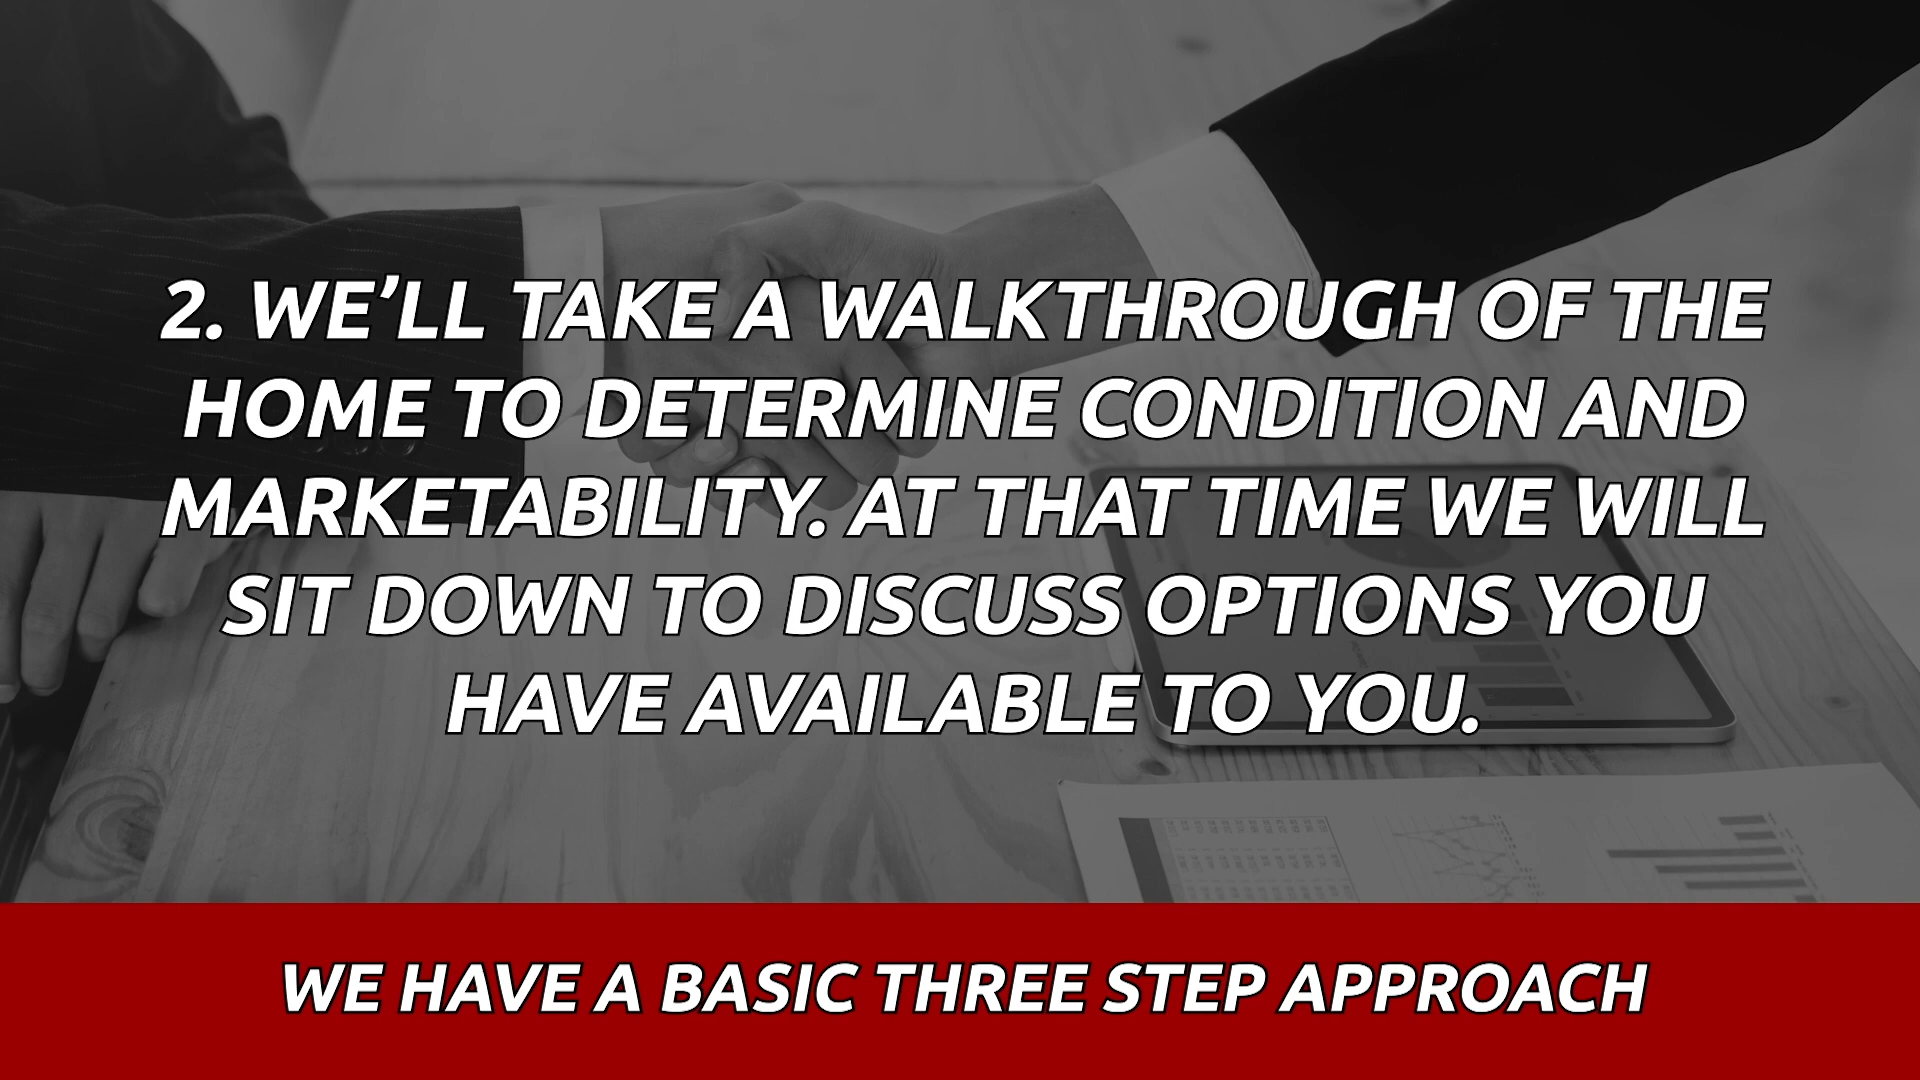 2. WE’LL TAKE A WALKTHROUGH OF THE
HOME TO DETERMINE CONDITION AND
MARKETABILITY. AT THAT TIME WE WILL
SIT DOWN TO DISCUSS OPTIONS YOU
HAVE AVAILABLE TO YOU.
WE HAVE A BASIC THREE STEP APPROACH